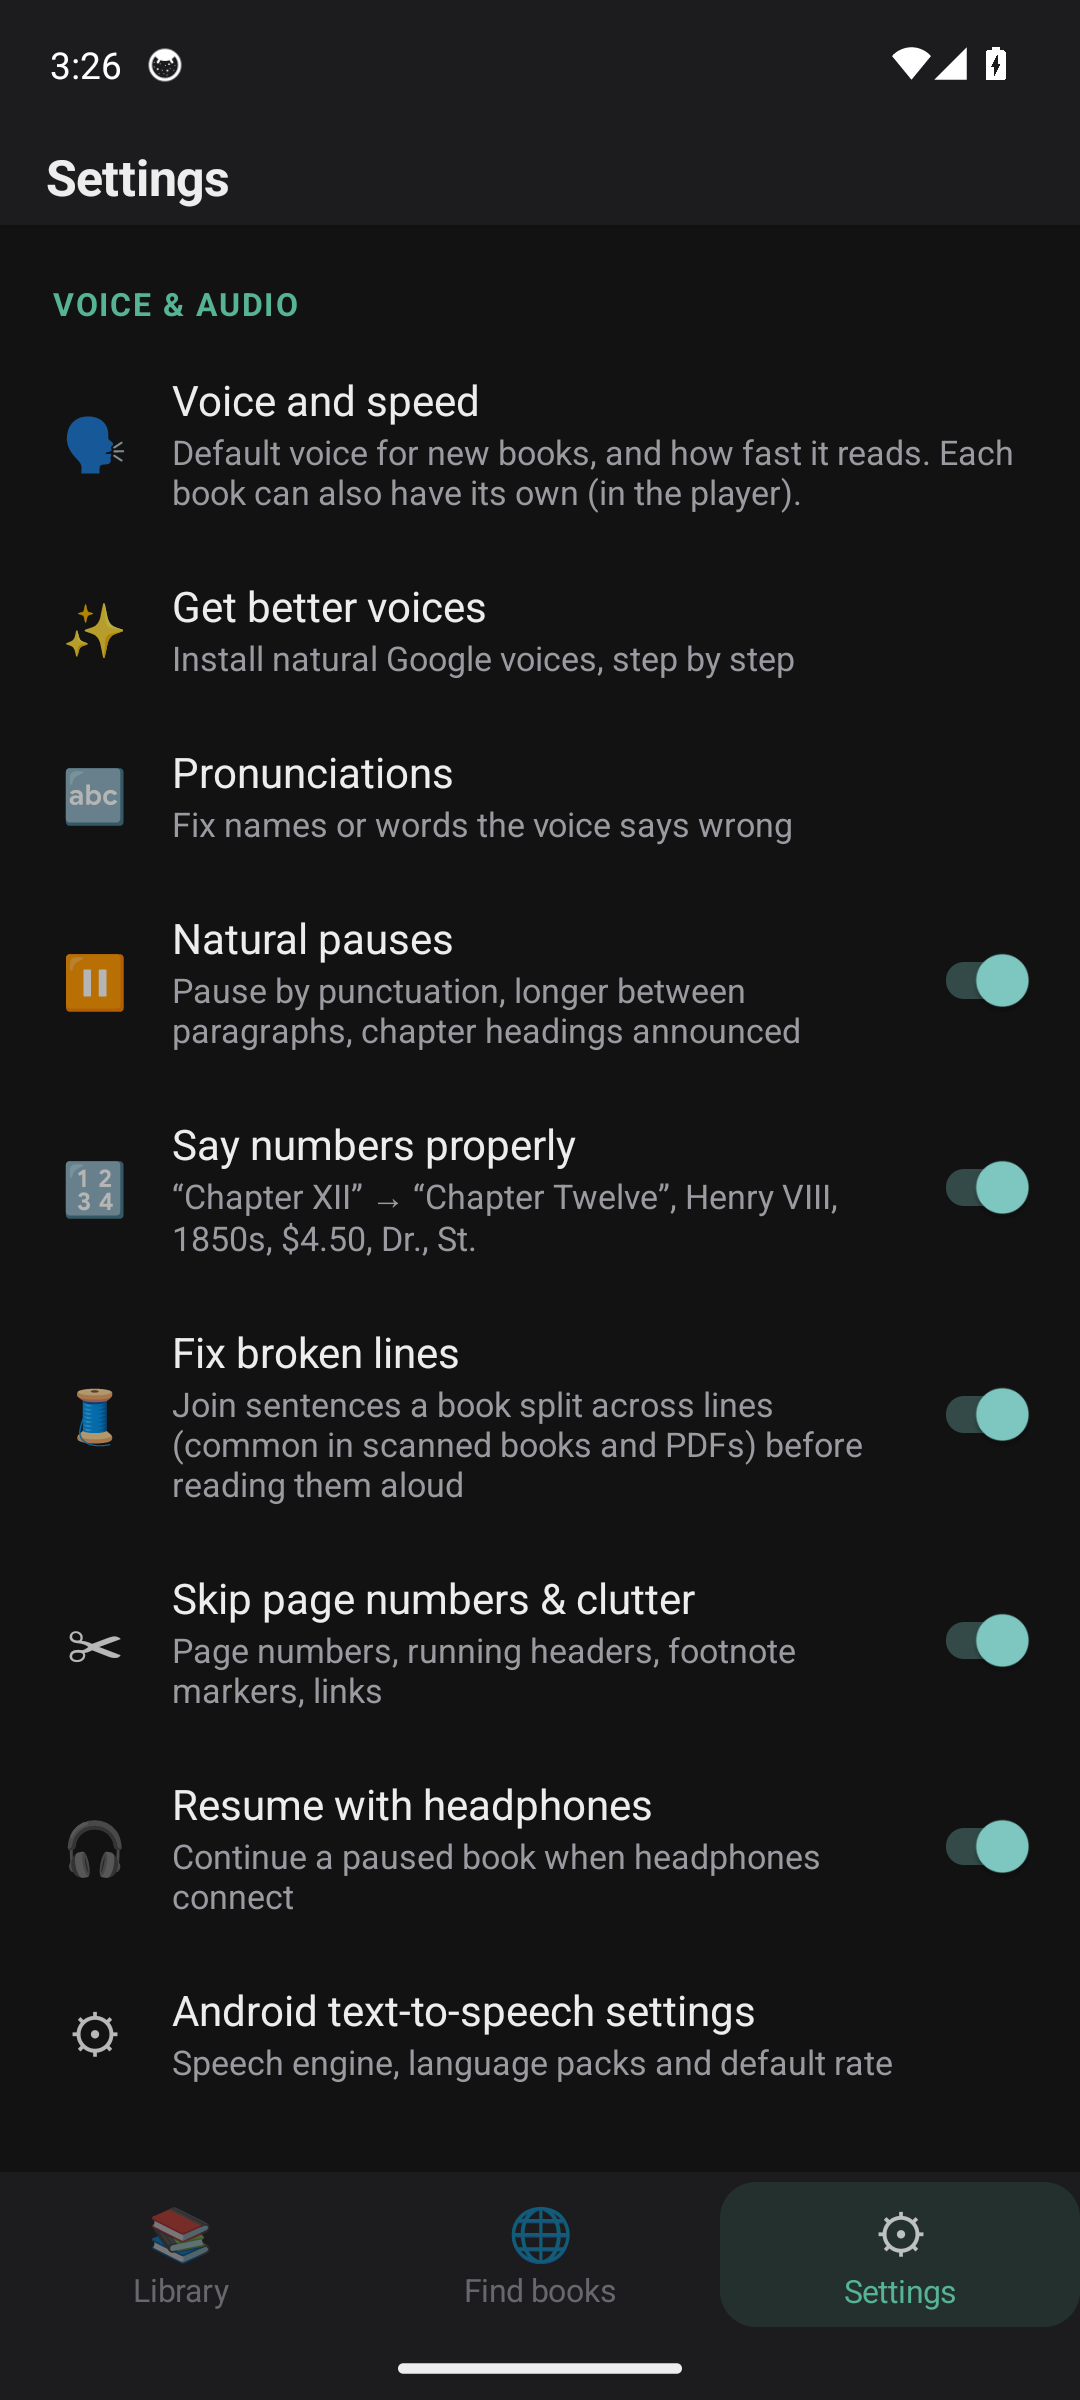 3:26
Settings
VOICE & AUDIO
Voice and speed
Default voice for new books, and how fast it reads. Each
book can also have its own (in the player).
Get better voices
Install natural Google voices, step by step
abc
Pronunciations
Fix names or words the voice says wrong
Natural pauses
Pause by punctuation, longer between
paragraphs, chapter headings announced
1 2
3 4
Say numbers properly
“Chapter XII” → “Chapter Twelve”, Henry VIII,
1850s, $4.50, Dr., St.
Fix broken lines
Join sentences a book split across lines
(common in scanned books and PDFs) before
reading them aloud
Skip page numbers & clutter
Page numbers, running headers, footnote
markers, links
Resume with headphones
Continue a paused book when headphones
connect
Android text-to-speech settings
Speech engine, language packs and default rate
Library
Find books
Settings